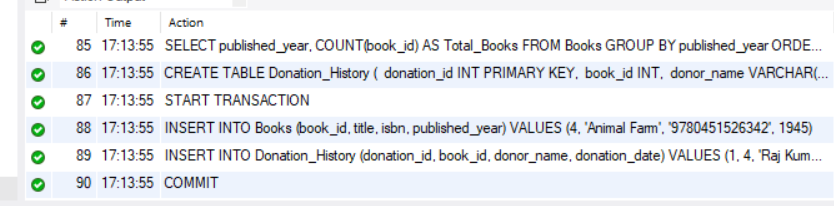 Action Output
# Time Action
85 17:13:55 SELECT published_year, COUNT(book_id) AS Total_Books FROM Books GROUP BY published_year ORDE...
86 17:13:55 CREATE TABLE Donation_History ( donation_id INT PRIMARY KEY, book_id INT, donor_name VARCHAR(...
87 17:13:55 START TRANSACTION
88 17:13:55 INSERT INTO Books (book_id, title, isbn, published_year) VALUES (4, 'Animal Farm', '9780451526342', 1945)
89 17:13:55 INSERT INTO Donation_History (donation_id, book_id, donor_name, donation_date) VALUES (1, 4, 'Raj Kum...
90 17:13:55 COMMIT